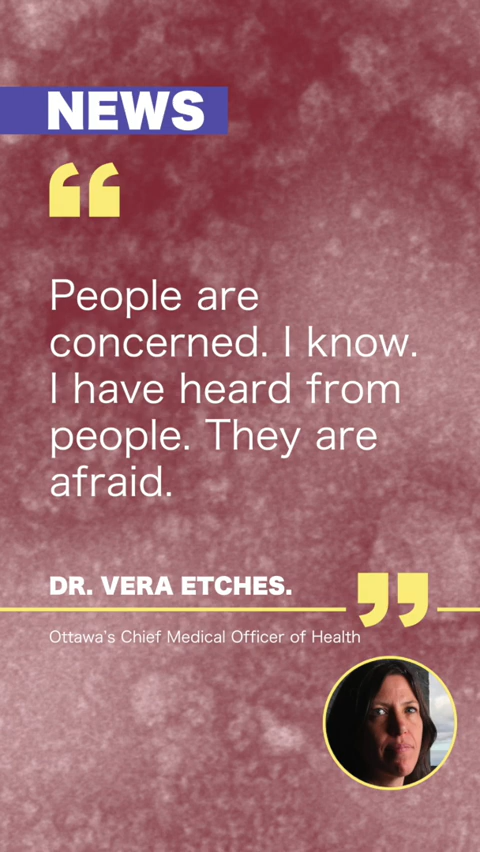 NEWS
“
People are
concerned. I know.
I have heard from
people. They are
afraid.
DR. VERA ETCHES.
”
Ottawa's Chief Medical Officer of Health